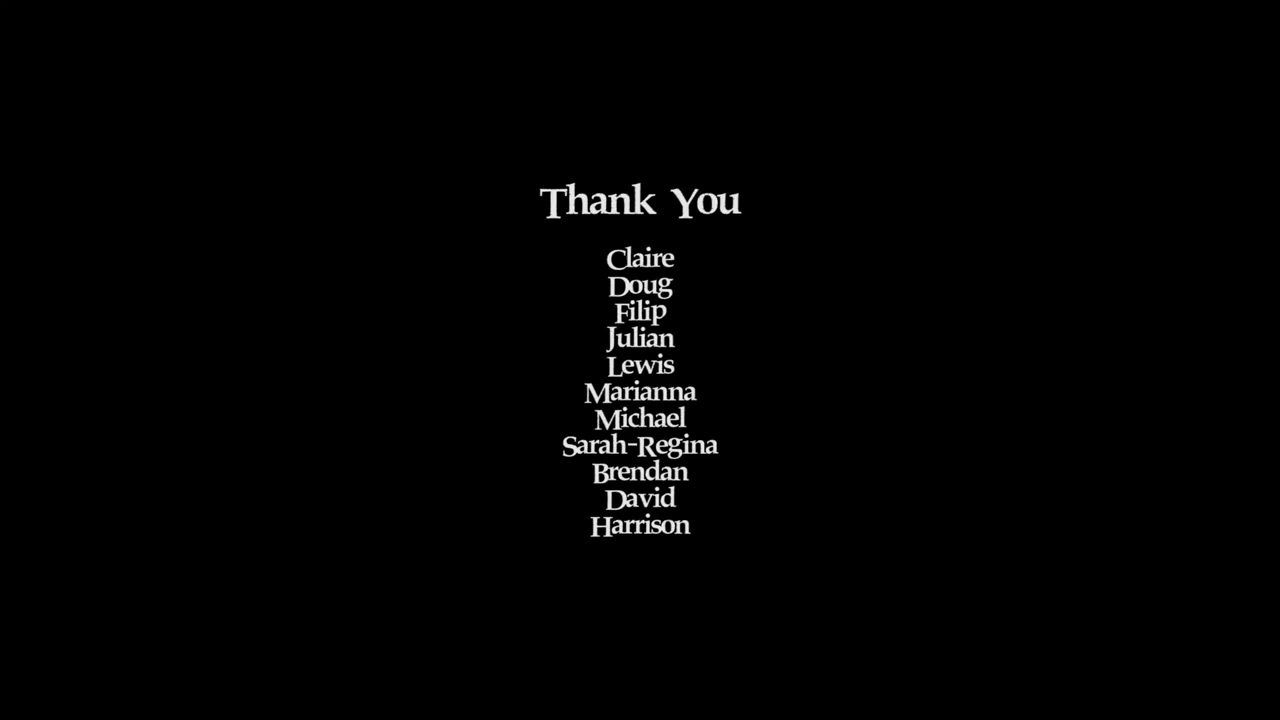 Thank You
Claire
Doug
Filip
Julian
Lewis
Marianna
Michael
Sarah-Regina
Brendan
David
Harrison